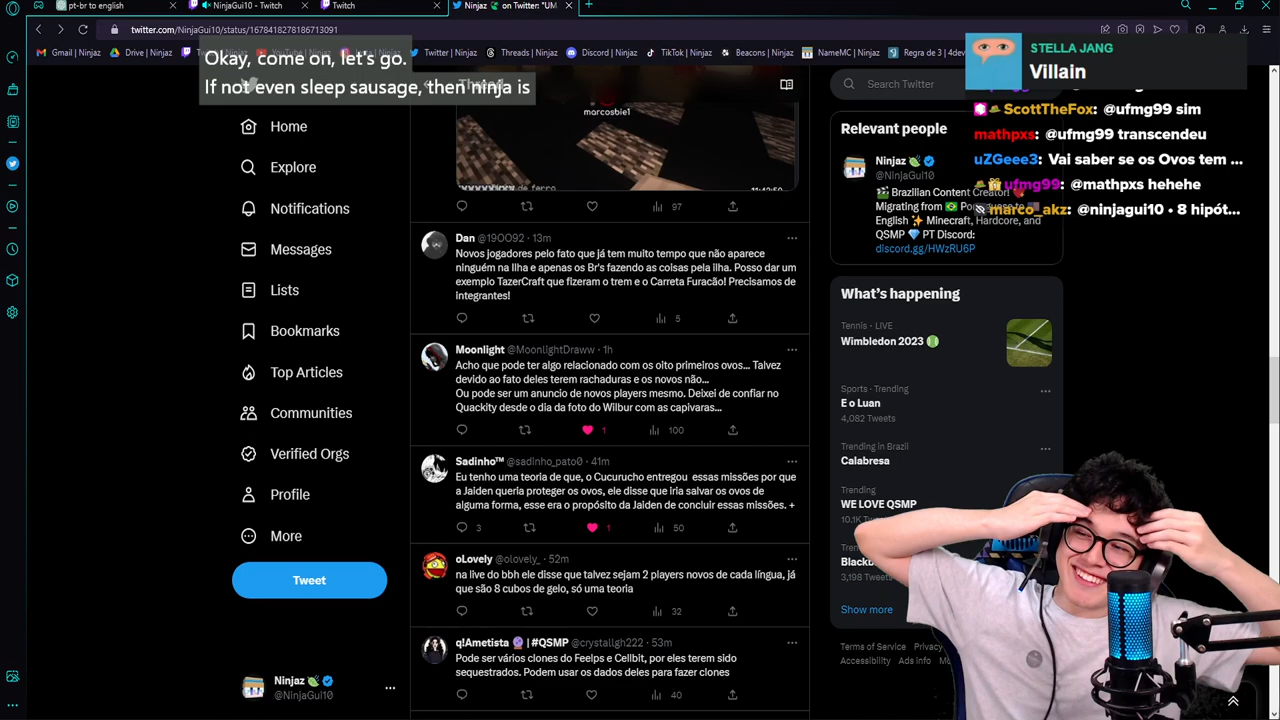 pt-br to english
NinjaGui10 - Twitch
Twitch
Ninjaz
on Twitter: "UM
twitter.com/NinjaGui10/status/1678418278186713091
Gmail | Ninjaz
Drive | Ninjaz
Twitter | Ninjaz
Threads | Ninjaz
Discord | Ninjaz
TikTok | Ninjaz
Beacons | Ninjaz
NameMC | Ninjaz
Regra de 3 | 4dev
Okay, come on, let's go.
If not even sleep sausage, then ninja is
Thread
Home
Explore
Notifications
Messages
Lists
Bookmarks
Top Articles
Communities
Verified Orgs
Profile
More
Tweet
Ninjaz
@NinjaGui10
marcosbie1
97
Dan @19OO92 · 13m
Novos jogadores pelo fato que já tem muito tempo que não aparece
ninguém na Ilha e apenas os Br's fazendo as coisas pela ilha. Posso dar um
exemplo TazerCraft que fizeram o trem e o Carreta Furacão! Precisamos de
Integrantes!
5
Moonlight @MoonlightDraww · 1h
Acho que pode ter algo relacionado com os oito primeiros ovos... Talvez
devido ao fato deles terem rachaduras e os novos não...
Ou pode ser um anuncio de novos players mesmo. Deixei de confiar no
Quackity desde o dia da foto do Wilbur com as capivaras...
1
100
Sadinho™ @sadinho_pato0 · 41m
Eu tenho uma teoria de que, o Cucurucho entregou essas missões por que
a Jaiden queria proteger os ovos, ele disse que iria salvar os ovos de
alguma forma, esse era o propósito da Jaiden de concluir essas missões. +
3
1
50
oLovely @olovely_ · 52m
na live do bbh ele disse que talvez sejam 2 players novos de cada língua, já
que são 8 cubos de gelo, só uma teoria
32
q!Ametista | #QSMP @crystallgh222 · 53m
Pode ser vários clones do Feelps e Cellbit, por eles terem sido
sequestrados. Podem usar os dados deles para fazer clones
40
Search Twitter
Relevant people
Ninjaz
@NinjaGui10
Brazilian Content Creator!
Migrating from
English Minecraft, Hardcore, and
QSMP PT Discord:
discord.gg/HWzRU6P
What's happening
Tennis · LIVE
Wimbledon 2023
Sports · Trending
E o Luan
4,082 Tweets
Trending in Brazil
Calabresa
Trending
WE LOVE QSMP
3,198 Tweets
Show more
Terms of Service
Accessibility
Ads info
STELLA JANG
Villain
ScottTheFox: @ufmg99 sim
mathpxs: @ufmg99 transcendeu
uZGeee3: Vai saber se os Ovos tem ...
ufmg99: @mathpxs hehehe
marco_akz: @ninjagui10 • 8 hipót...